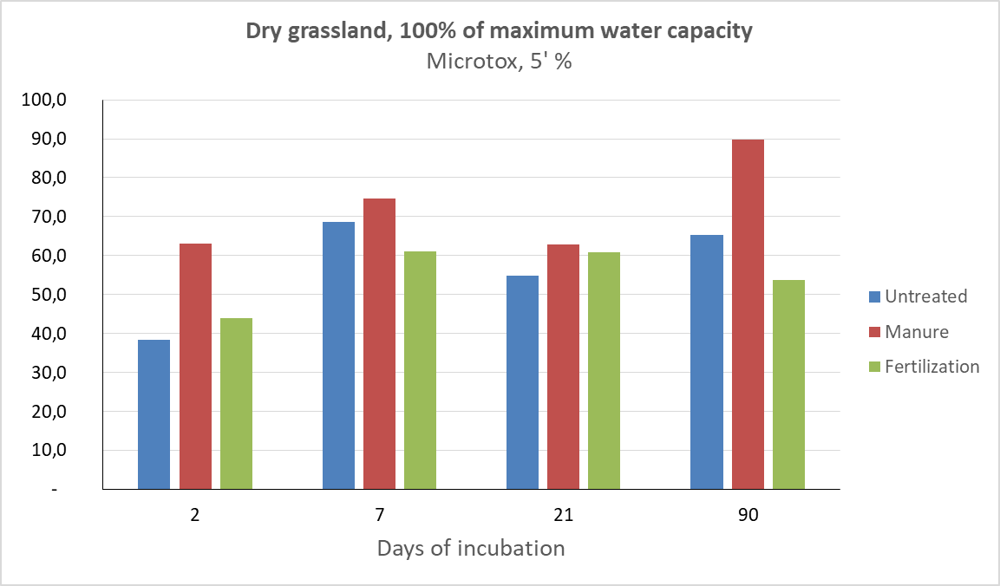 Dry grassland, 100% of maximum water capacity
Microtox, 5' %
100,0
90,0
80,0
70,0
60,0
50,0
40,0
30,0
20,0
10,0
-
2 7 21 90
Days of incubation
Untreated
Manure
Fertilization